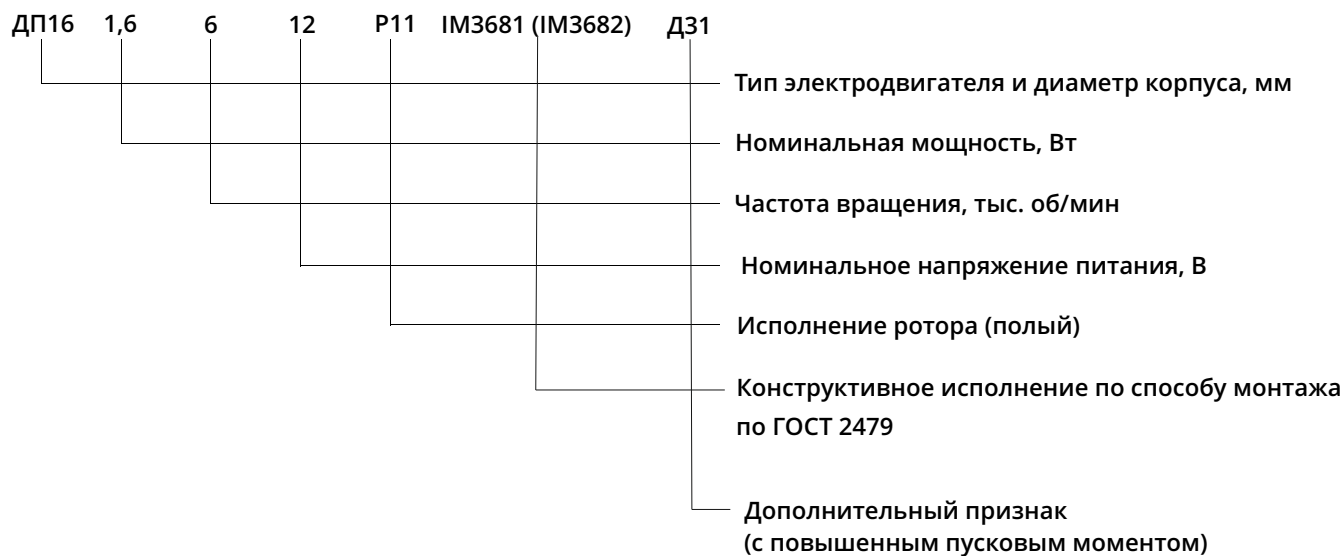 ДП16 1,6 6 12 Р11 IM3681 (IM3682) Д31
Тип электродвигателя и диаметр корпуса, мм
Номинальная мощность, Вт
Частота вращения, тыс. об/мин
Номинальное напряжение питания, В
Исполнение ротора (полый)
Конструктивное исполнение по способу монтажа
по ГОСТ 2479
Дополнительный признак
(с повышенным пусковым моментом)